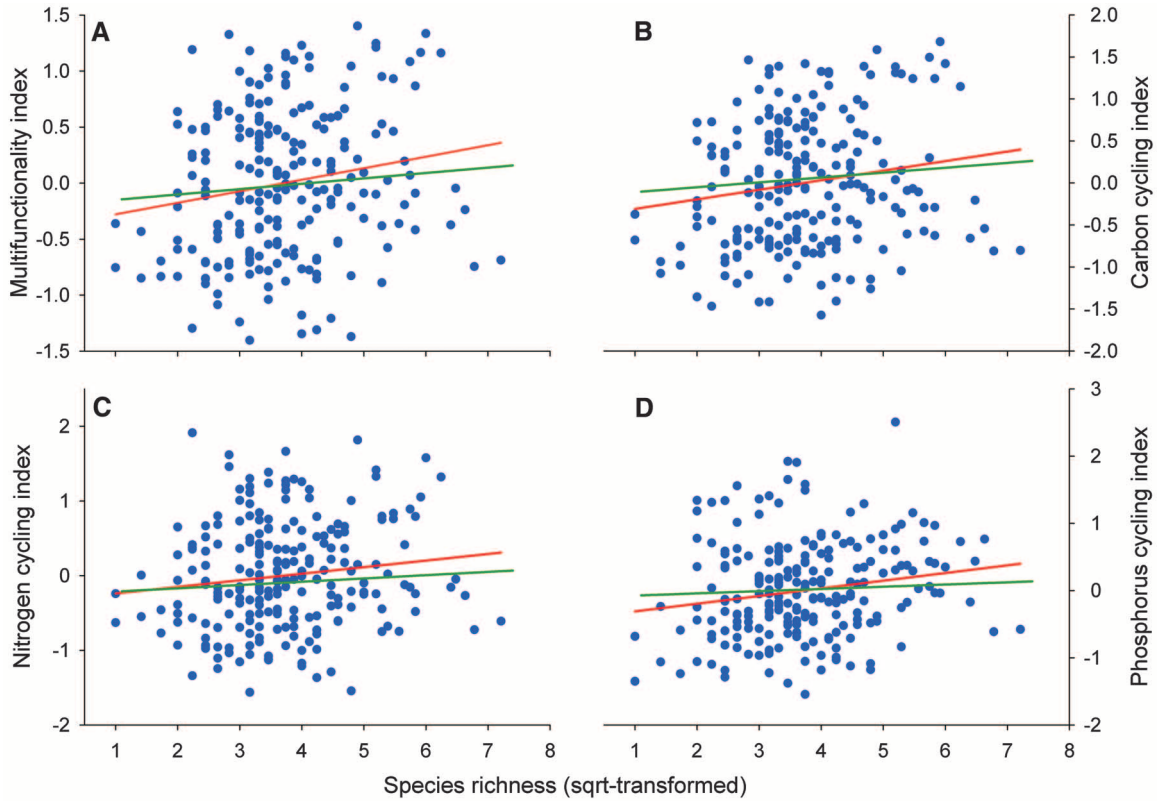 A
B
Multifunctionality index
1.5
1.0
0.5
0.0
-0.5
-1.0
-1.5
2.0
1.5
1.0
0.5
0.0
-0.5
-1.0
-1.5
-2.0
Carbon cycling index
C
D
Nitrogen cycling index
2
1
0
-1
-2
3
2
1
0
-1
-2
Phosphorus cycling index
1 2 3 4 5 6 7 8 1 2 3 4 5 6 7 8
Species richness (sqrt-transformed)